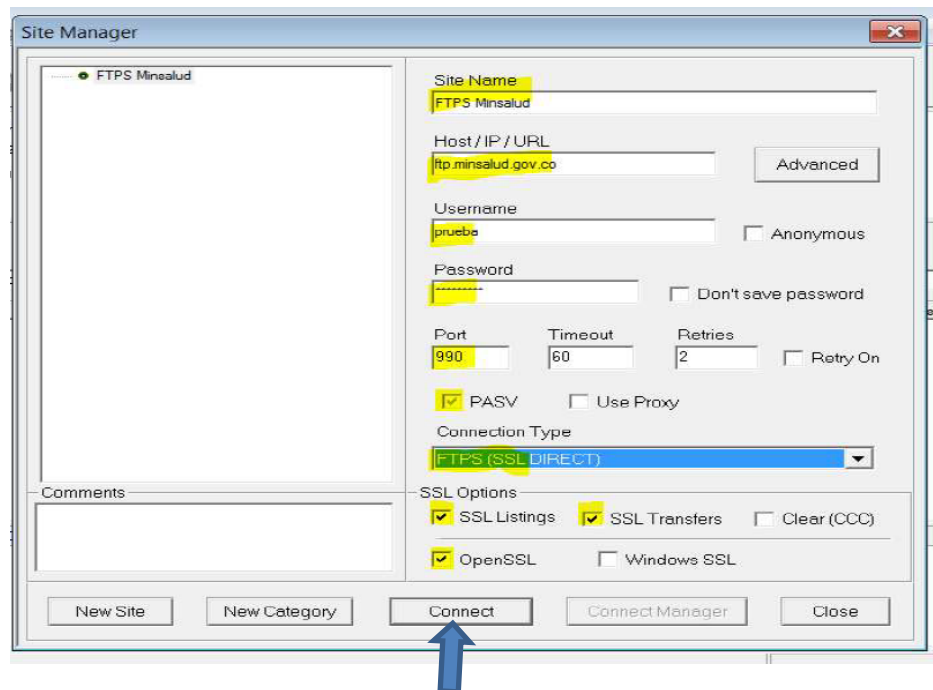 Site Manager
FTPS Minsalud
Site Name
FTPS Minsalud
Host / IP / URL
ftp.minsalud.gov.co
Advanced
Username
prueba
Anonymous
Password
---------
Don't save password
Port Timeout Retries
990 60 2 Retry On
PASV Use Proxy
Connection Type
FTPS (SSL DIRECT)
Comments
SSL Options
SSL Listings SSL Transfers Clear (CCC)
OpenSSL Windows SSL
New Site New Category Connect Connect Manager Close